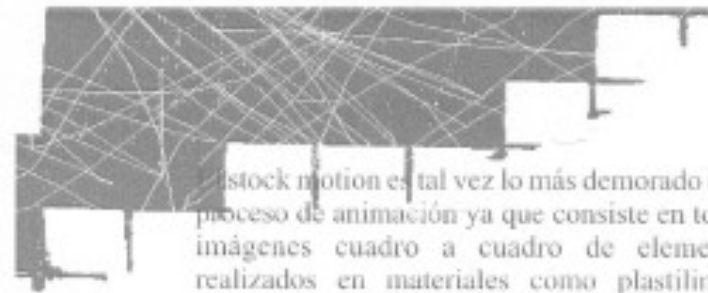 stock motion es tal vez lo más demorado
proceso de animación ya que consiste en
imágenes cuadro a cuadro de
realizados en materiales como